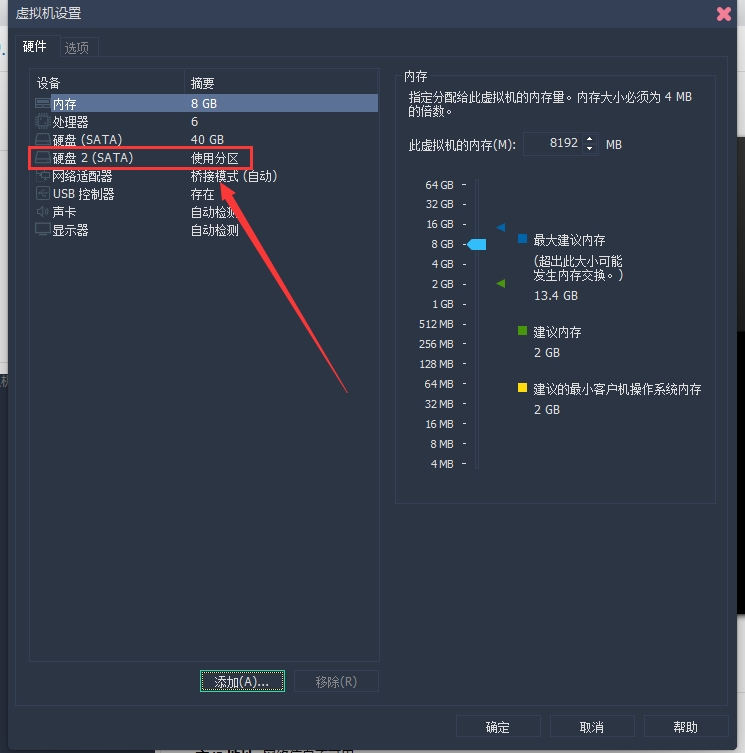 虚拟机设置
硬件 选项
设备 摘要
内存 8 GB
处理器 6
硬盘 (SATA) 40 GB
硬盘 2 (SATA) 使用分区
网络适配器 桥接模式 (自动)
USB 控制器 存在
声卡 自动检测
显示器 自动检测
添加(A)... 移除(R)
内存
指定分配给此虚拟机的内存量。内存大小必须为 4 MB
的倍数。
此虚拟机的内存(M): 8192 MB
64 GB
32 GB
16 GB
8 GB
4 GB
2 GB
1 GB
512 MB
256 MB
128 MB
64 MB
32 MB
16 MB
8 MB
4 MB
最大建议内存
(超出此大小可能
发生内存交换。)
13.4 GB
建议内存
2 GB
建议的最小客户机操作系统内存
2 GB
确定 取消 帮助